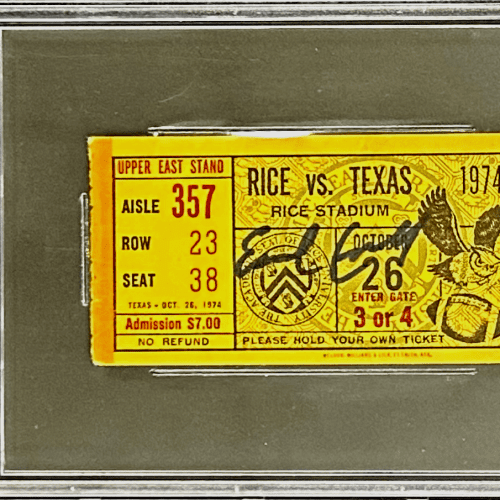 UPPER EAST STAND
AISLE 357
ROW 23
SEAT 38
TEXAS - OCT. 26, 1974
Admission $7.00
NO REFUND
RICE VS. TEXAS 1974
RICE STADIUM
OCTOBER
26
ENTER GATE
3 or 4
PLEASE HOLD YOUR OWN TICKET